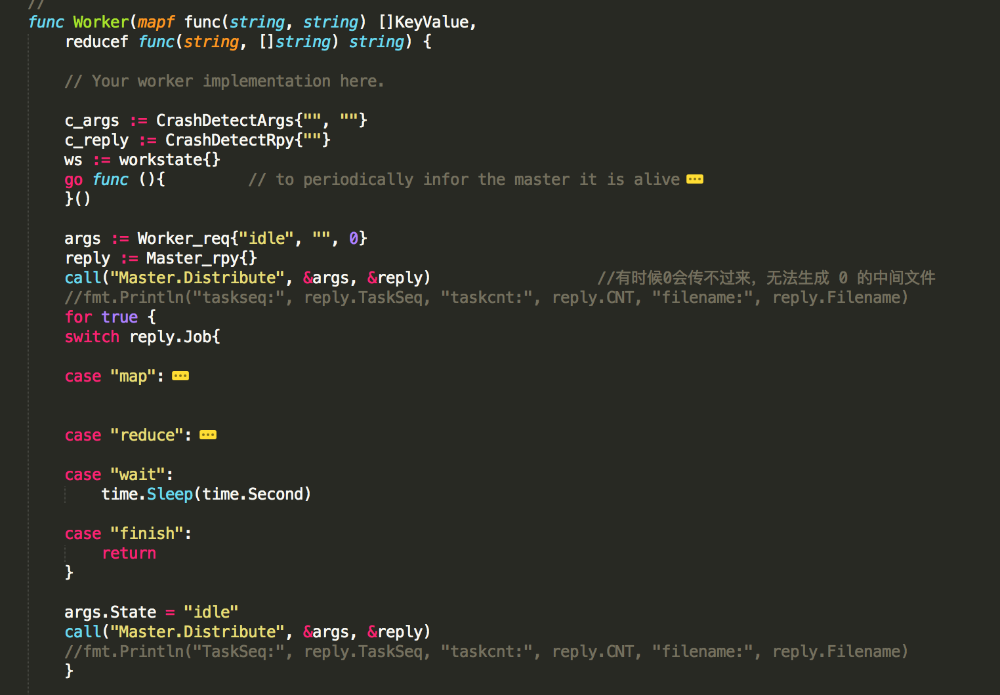 //
func Worker(mapf func(string, string) []KeyValue,
reducef func(string, []string) string) {
// Your worker implementation here.
c_args := CrashDetectArgs{"", ""}
c_reply := CrashDetectRpy{""}
ws := workstate{}
go func (){ // to periodically infor the master it is alive
}()
args := Worker_req{"idle", "", 0}
reply := Master_rpy{}
call("Master.Distribute", &args, &reply) //有时候0会传不过来，无法生成 0 的中间文件
//fmt.Println("taskseq:", reply.TaskSeq, "taskcnt:", reply.CNT, "filename:", reply.Filename)
for true {
switch reply.Job{
case "map":
case "reduce":
case "wait":
time.Sleep(time.Second)
case "finish":
return
}
args.State = "idle"
call("Master.Distribute", &args, &reply)
//fmt.Println("TaskSeq:", reply.TaskSeq, "taskcnt:", reply.CNT, "filename:", reply.Filename)
}